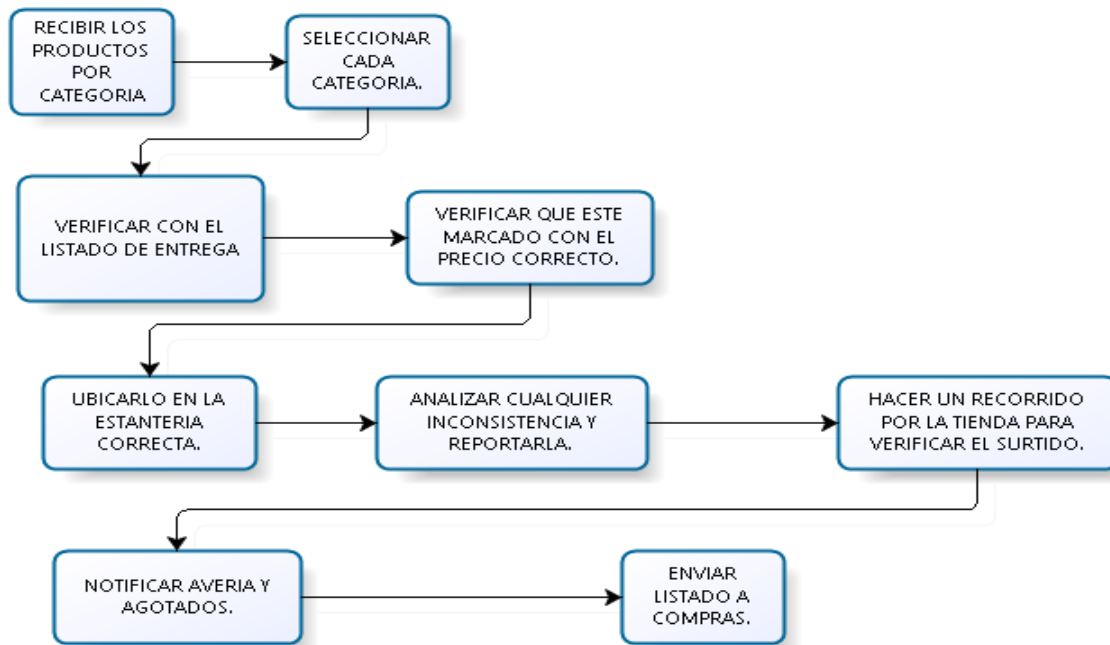 RECIBIR LOS
PRODUCTOS
POR
CATEGORIA
SELECCIONAR
CADA
CATEGORIA.
VERIFICAR CON EL
LISTADO DE ENTREGA
VERIFICAR QUE ESTE
MARCADO CON EL
PRECIO CORRECTO.
UBICARLO EN LA
ESTANTERIA
CORRECTA.
ANALIZAR CUALQUIER
INCONSISTENCIA Y
REPORTARLA.
HACER UN RECORRIDO
POR LA TIENDA PARA
VERIFICAR EL SURTIDO.
NOTIFICAR AVERIA Y
AGOTADOS.
ENVIAR
LISTADO A
COMPRAS.